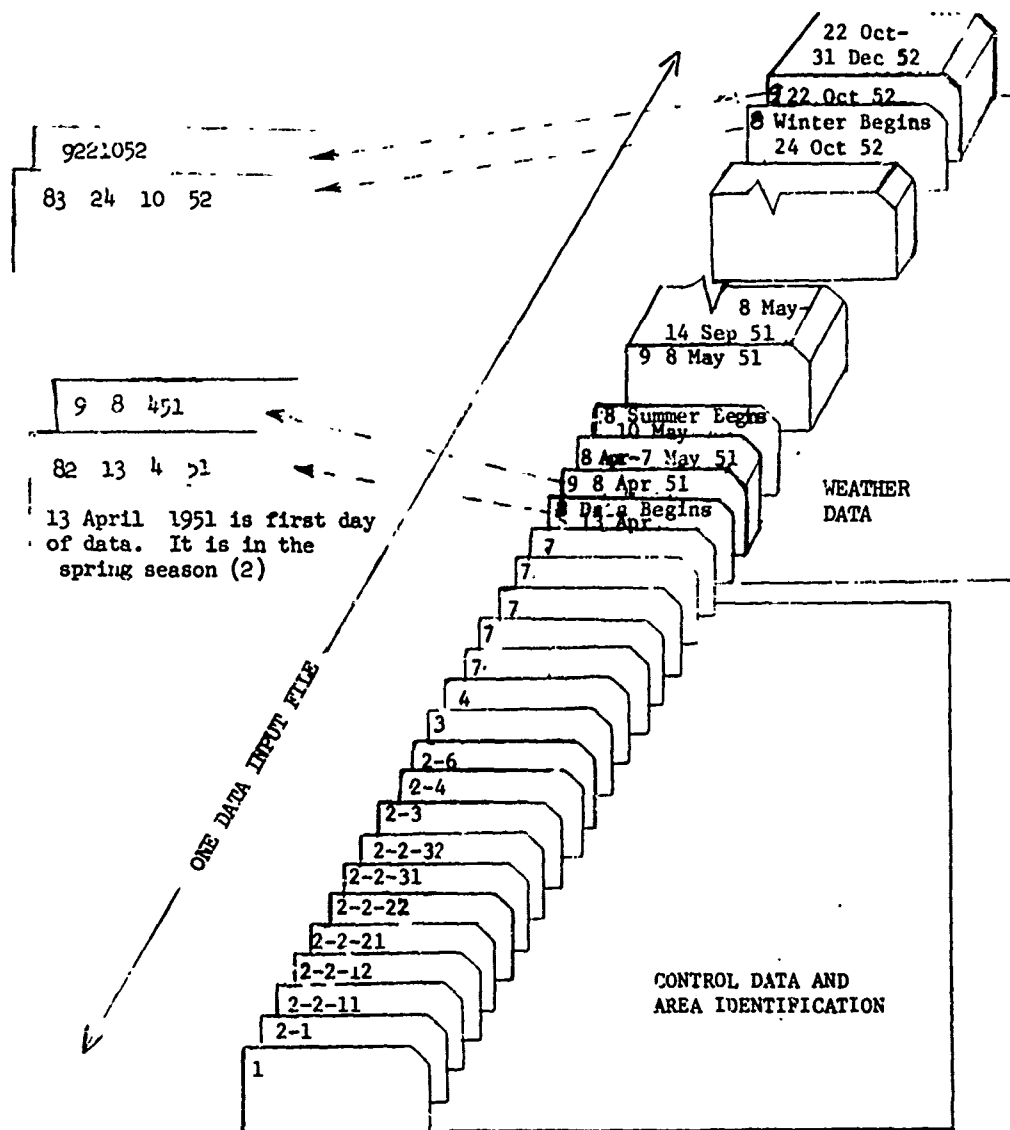 22 Oct-
31 Dec 52
9 22 Oct 52
8 Winter Begins
24 Oct 52
9221052
83 24 10 52
8 May-
14 Sep 51
9 8 May 51
9 8 451
8 Summer Begins
10 May
8 Apr-7 May 51
82 13 4 51
9 8 Apr 51
8 Data Begins
13 Apr
WEATHER
DATA
13 April 1951 is first day
of data. It is in the
spring season (2)
7
7
7
7
7
4
3
2-6
2-4
2-3
2-2-32
2-2-31
2-2-22
2-2-21
2-2-12
2-2-11
2-1
1
ONE DATA INPUT FILE
CONTROL DATA AND
AREA IDENTIFICATION